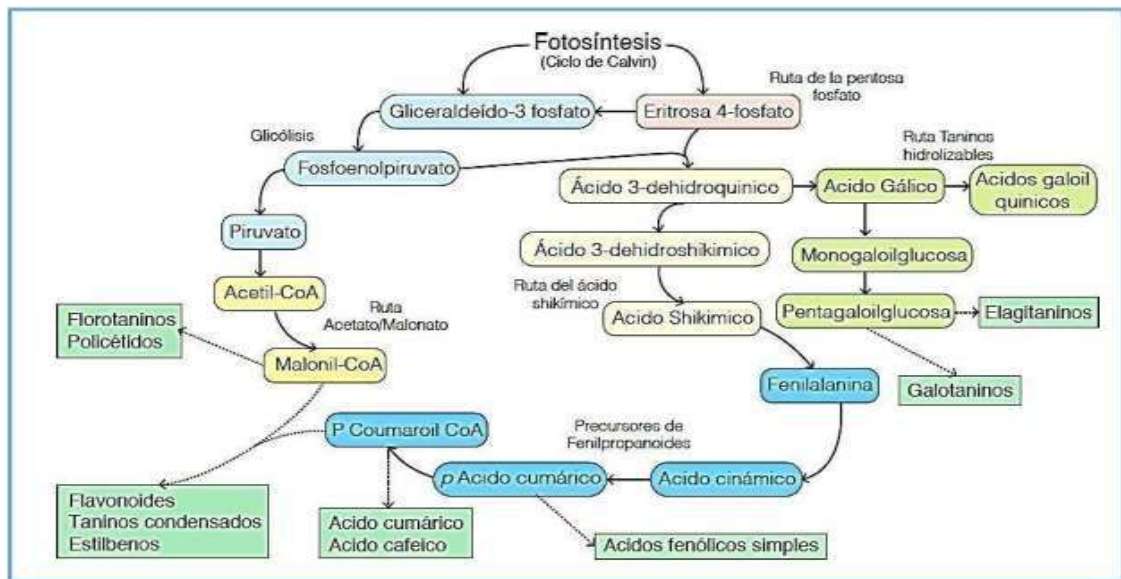 Fotosíntesis
(Ciclo de Calvin)
Ruta de la pentosa
fosfato
Gliceraldeído-3 fosfato
Eritrosa 4-fosfato
Glicólisis
Ruta Taninos
hidrolizables
Fosfoenolpiruvato
Ácido 3-dehidroquinico
Acido Gálico
Acidos galoil
quinicos
Piruvato
Ácido 3-dehidroshikimico
Monogaloilglucosa
Acetil-CoA
Ruta
Acetato/Malonato
Ruta del ácido
shikímico
Acido Shikimico
Pentagaloilglucosa
Elagitaninos
Florotaninos
Policétidos
Malonil-CoA
Fenilalanina
Galotaninos
P Coumaroil CoA
Precursores de
Fenilpropanoides
p Acido cumárico
Acido cinámico
Flavonoides
Taninos condensados
Estilbenos
Acido cumárico
Acido cafeico
Acidos fenólicos simples